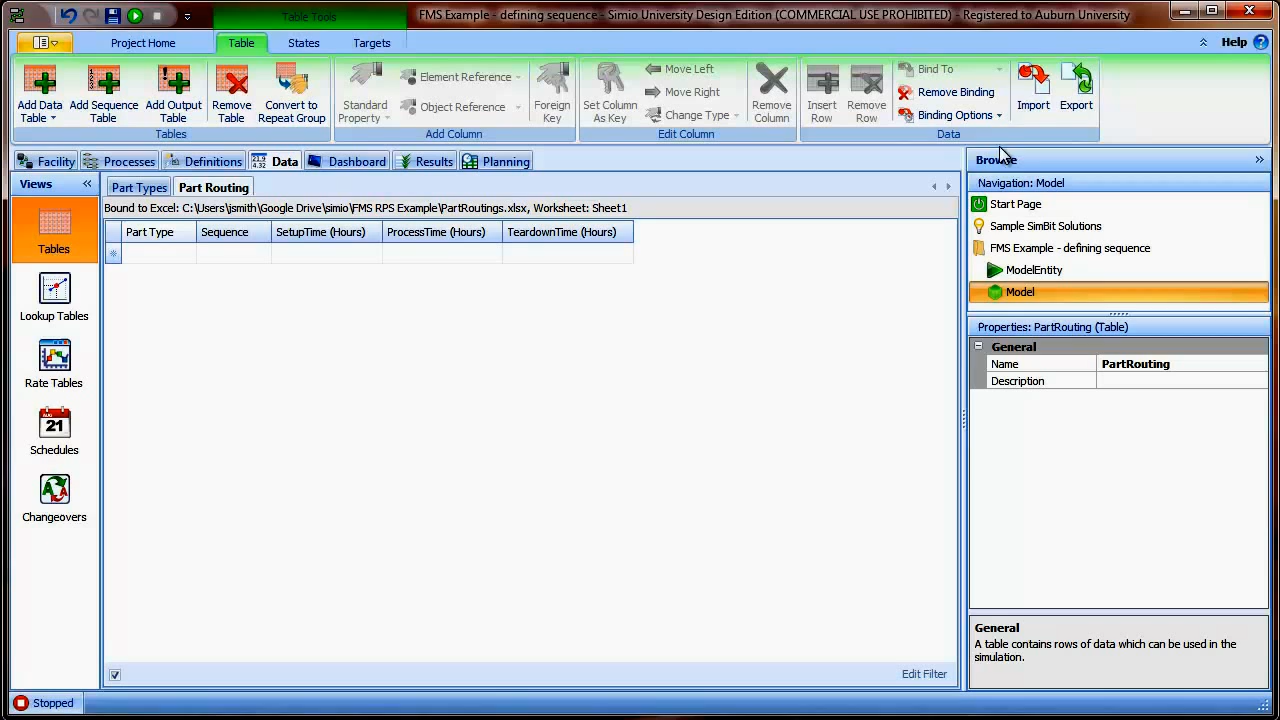 Table Tools
FMS Example - defining sequence - Simio University Design Edition (COMMERCIAL USE PROHIBITED) - Registered to Auburn University
Project Home
Table
States
Targets
Help
Add Data Table
Add Sequence Table
Add Output Table
Remove Table
Convert to Repeat Group
Tables
Standard Property
Element Reference
Object Reference
Foreign Key
Add Column
Set Column As Key
Move Left
Move Right
Change Type
Remove Column
Edit Column
Insert Row
Remove Row
Bind To
Remove Binding
Binding Options
Import
Export
Data
Facility
Processes
Definitions
Data
Dashboard
Results
Planning
Views
Tables
Lookup Tables
Rate Tables
AUG
21
Schedules
Changeovers
Part Types
Part Routing
Bound to Excel: C:\Users\jsmith\Google Drive\simio\FMS RPS Example\PartRoutings.xlsx, Worksheet: Sheet1
Part Type Sequence SetupTime (Hours) ProcessTime (Hours) TeardownTime (Hours)
Edit Filter
Browse
Navigation: Model
Start Page
Sample SimBit Solutions
FMS Example - defining sequence
ModelEntity
Model
Properties: PartRouting (Table)
General
Name PartRouting
Description
General
A table contains rows of data which can be used in the
simulation.
Stopped